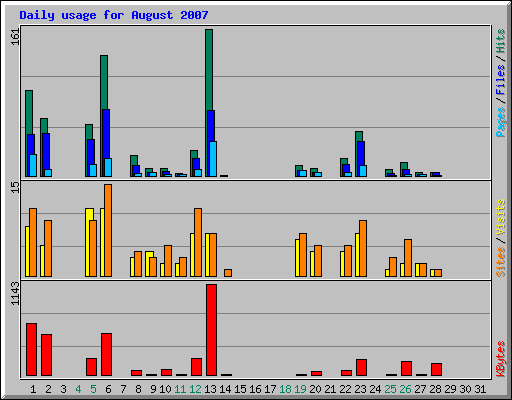 Daily usage for August 2007
161
Pages / Files / Hits
15
Sites / Visits
1143
KBytes
1 2 3 4 5 6 7 8 9 10 11 12 13 14 15 16 17 18 19 20 21 22 23 24 25 26 27 28 29 30 31